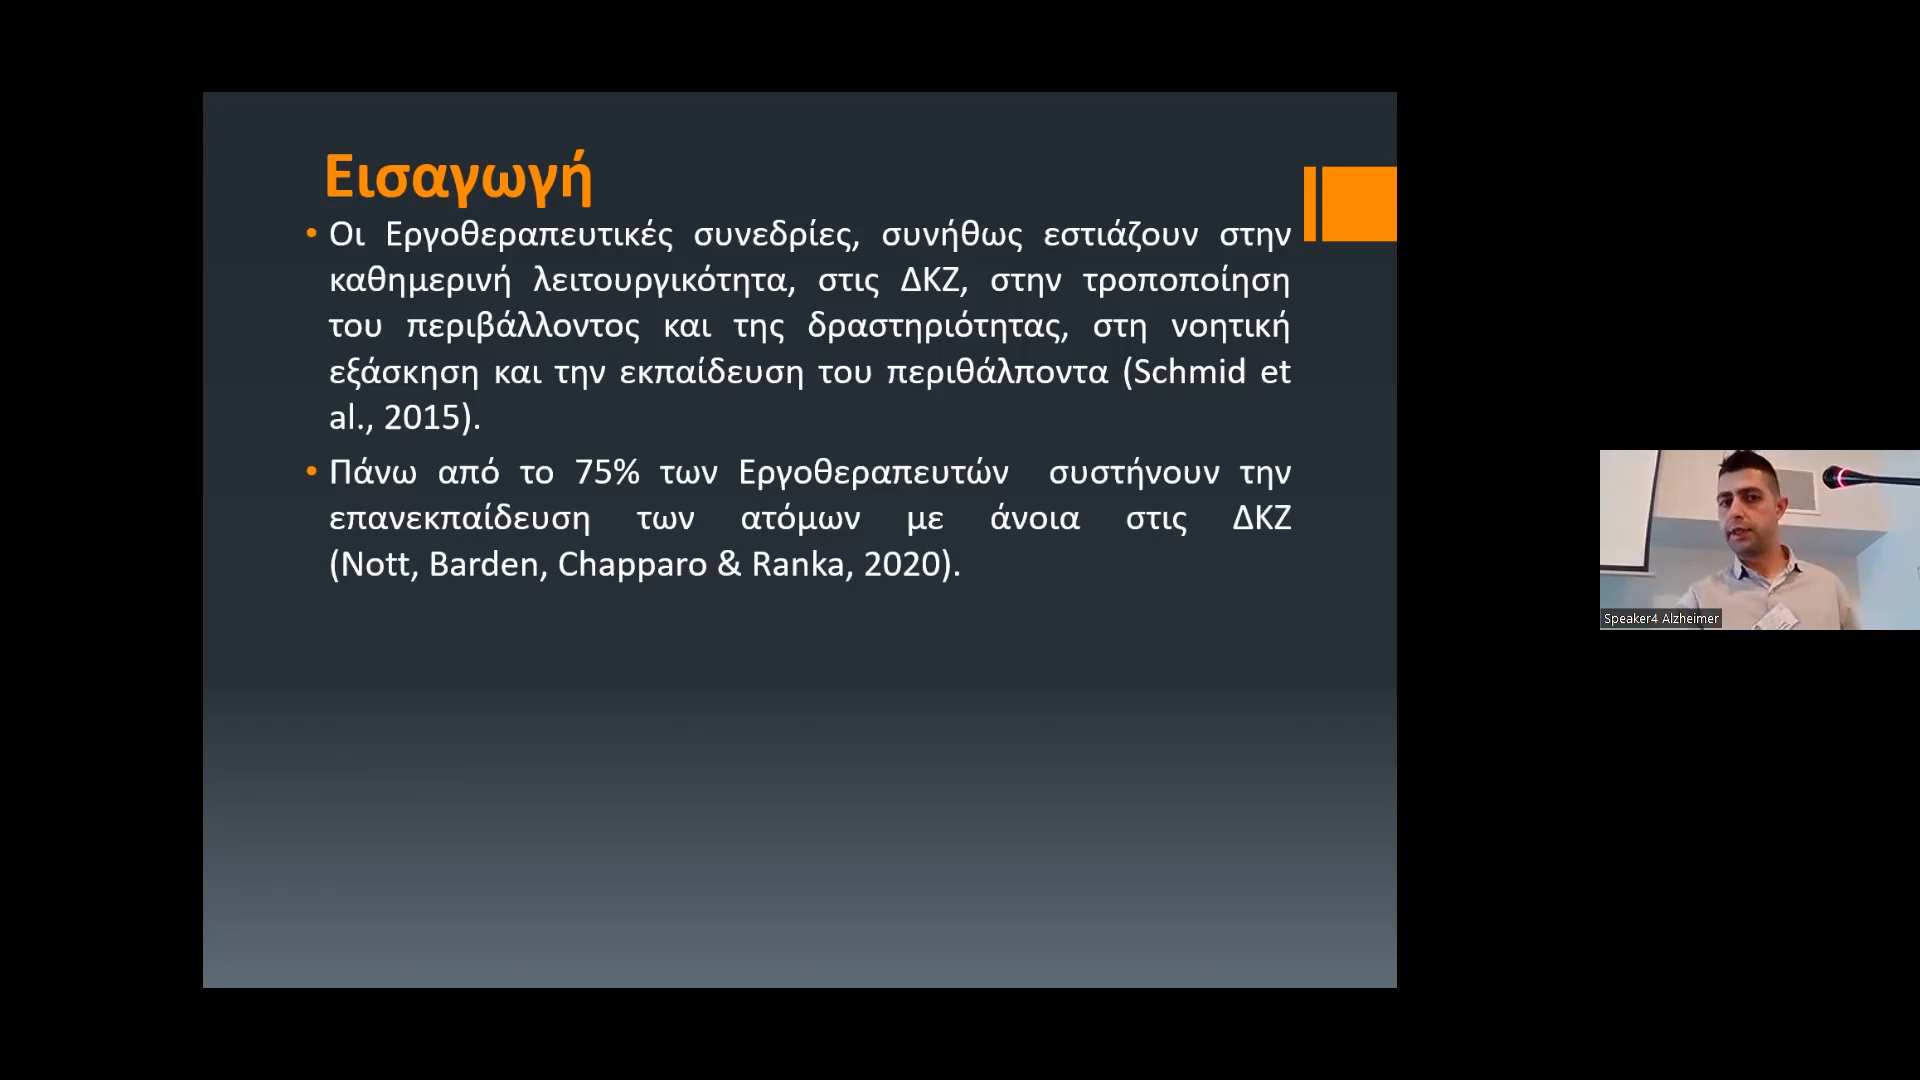 Εισαγωγή
• Οι Εργοθεραπευτικές συνεδρίες, συνήθως εστιάζουν στην
καθημερινή λειτουργικότητα, στις ΔΚΖ, στην τροποποίηση
του περιβάλλοντος και της δραστηριότητας, στη νοητική
εξάσκηση και την εκπαίδευση του περιθάλποντα (Schmid et
al., 2015).
• Πάνω από το 75% των Εργοθεραπευτών συστήνουν την
επανεκπαίδευση των ατόμων με άνοια στις ΔΚΖ
(Nott, Barden, Chapparo & Ranka, 2020).
Speaker4 Alzheimer